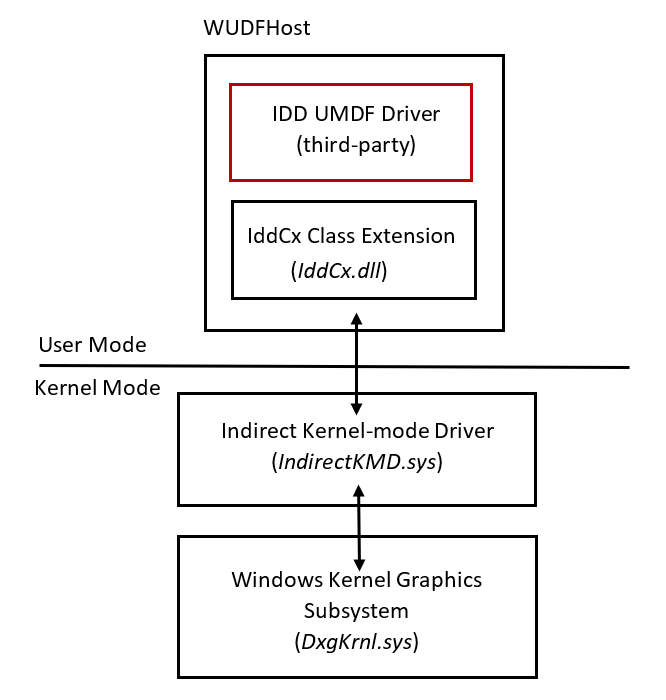 WUDFHost
IDD UMDF Driver
(third-party)
IddCx Class Extension
(IddCx.dll)
User Mode
Kernel Mode
Indirect Kernel-mode Driver
(IndirectKMD.sys)
Windows Kernel Graphics
Subsystem
(DxgKrnl.sys)